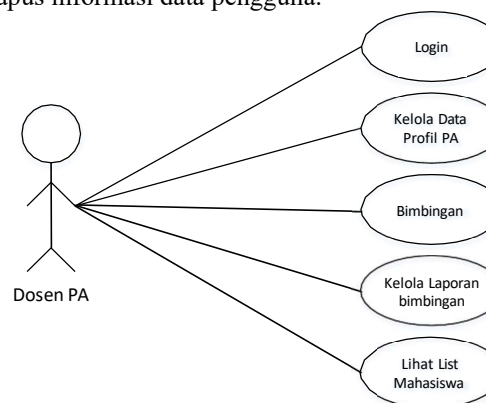 apus informasi data pengguna.
Login
Kelola Data
Profil PA
Bimbingan
Kelola Laporan
bimbingan
Lihat List
Mahasiswa
Dosen PA